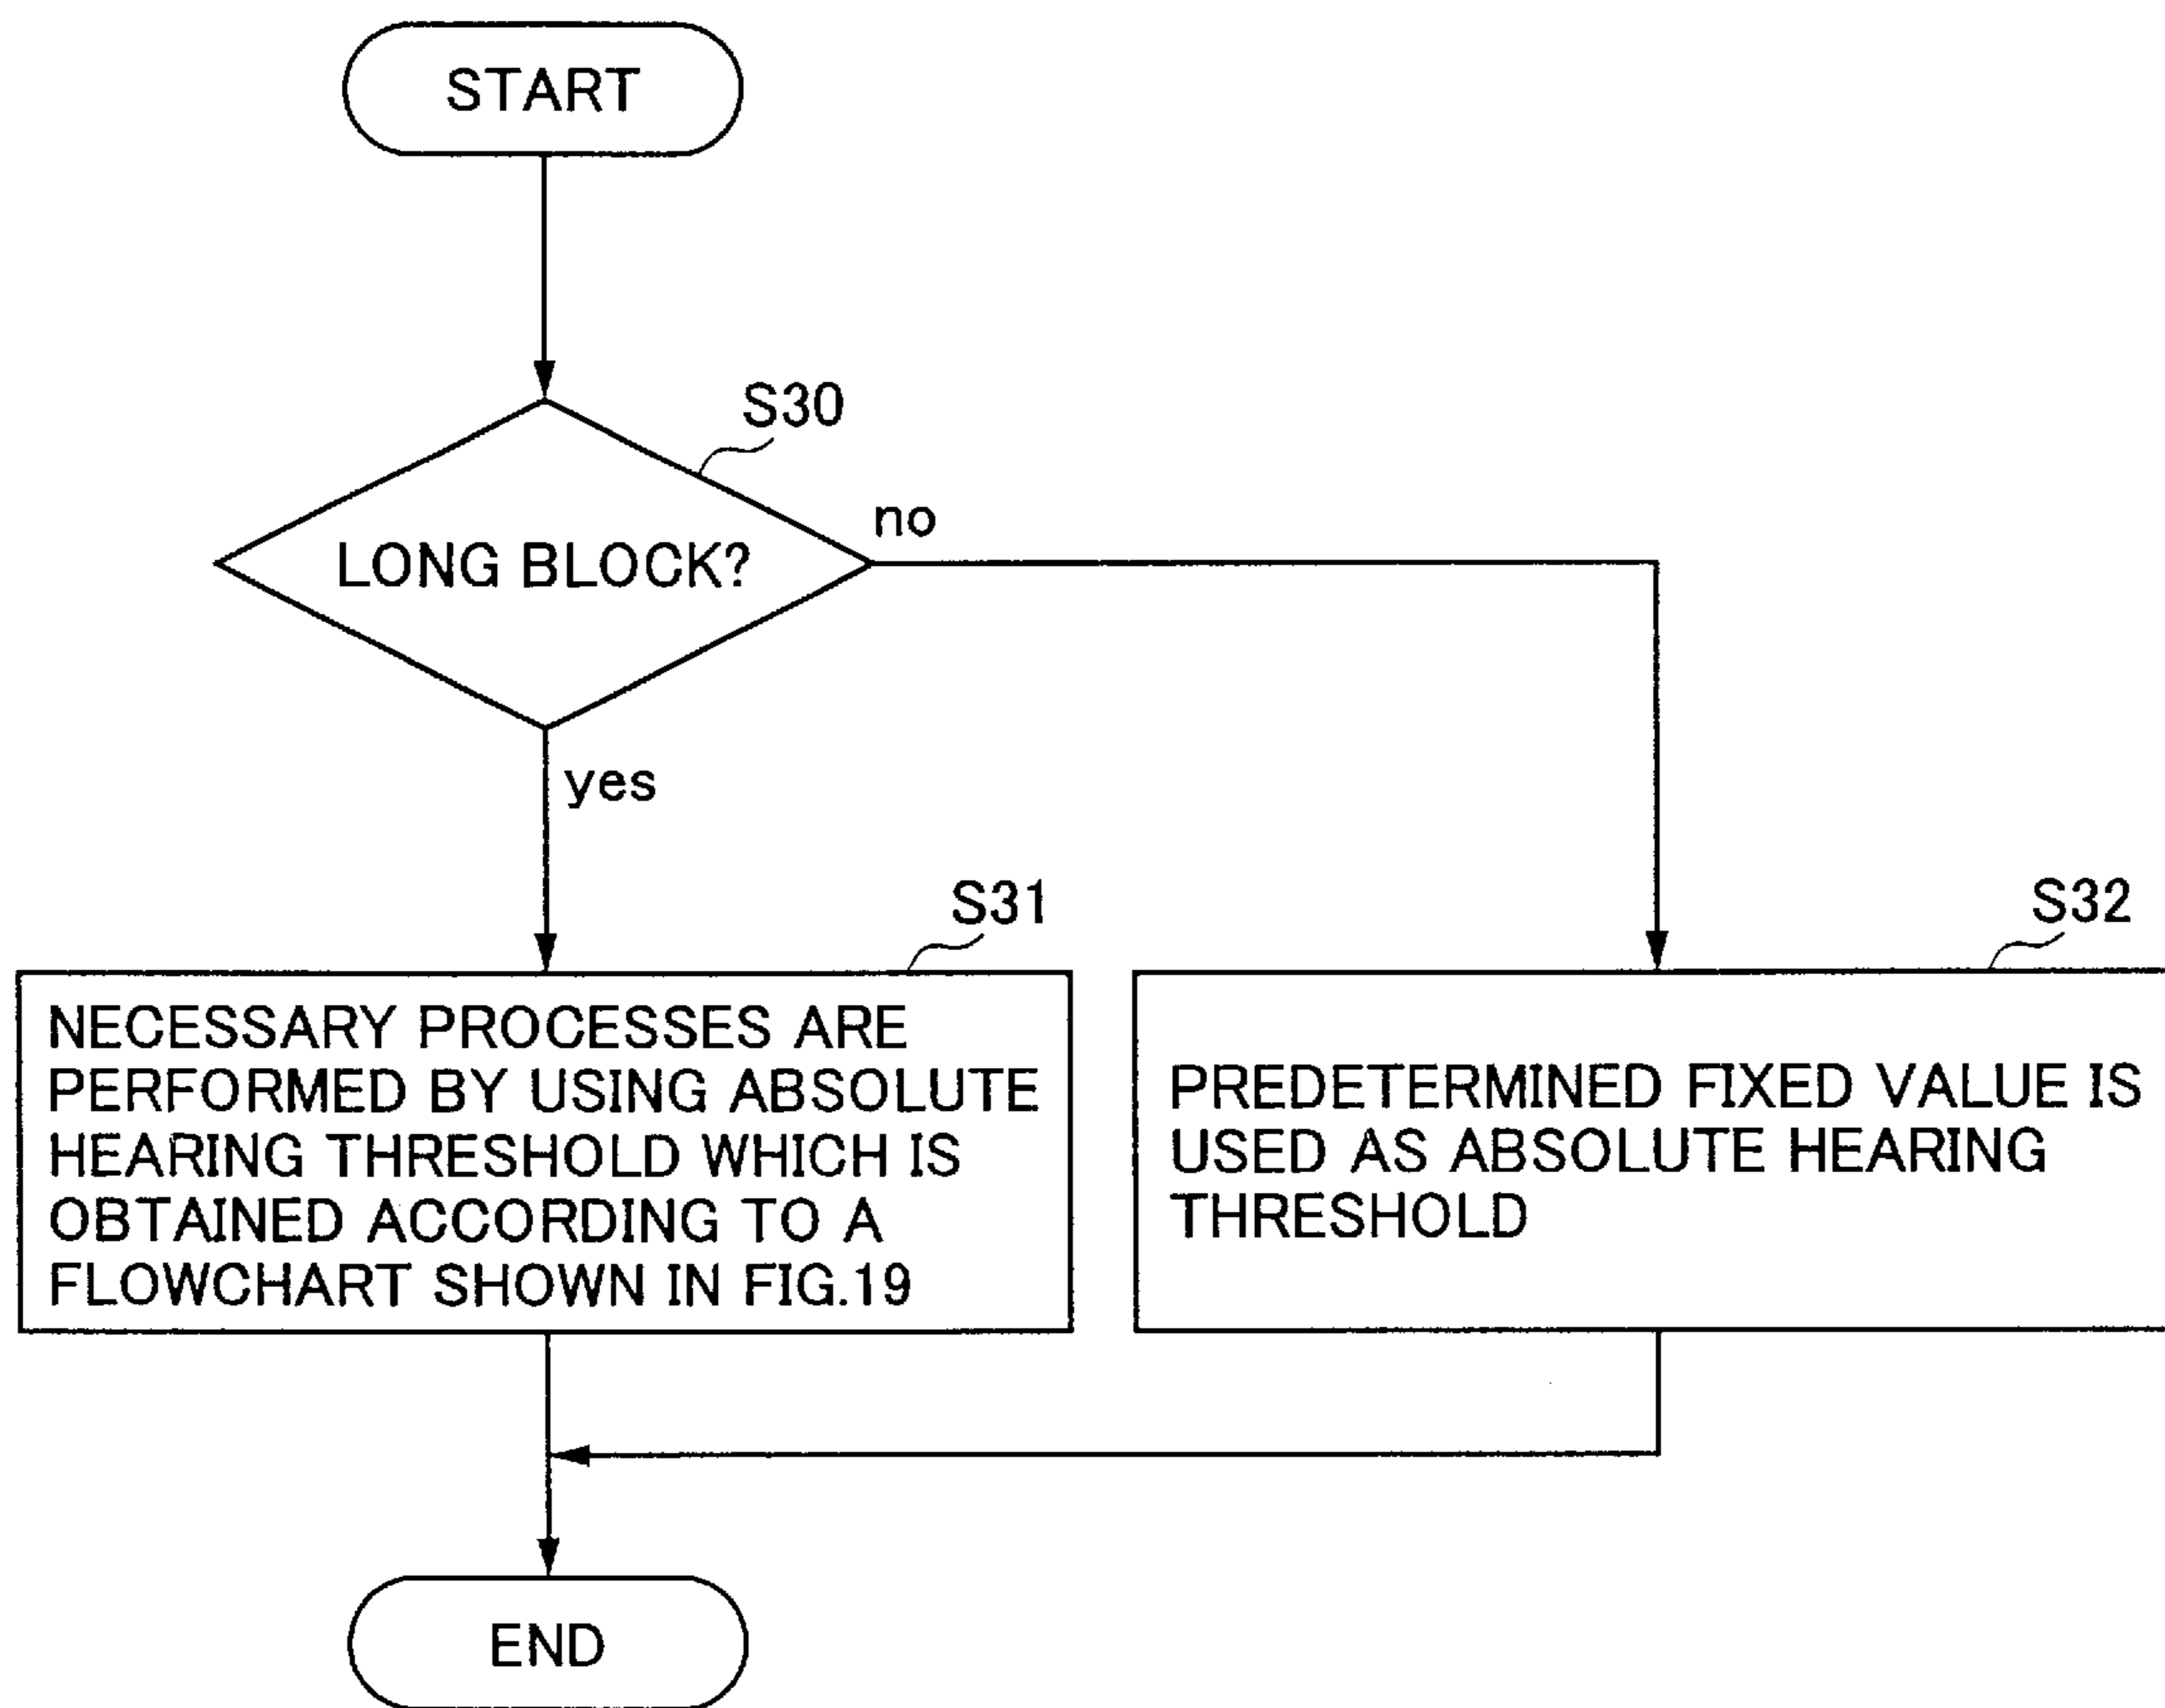 START
S30
LONG BLOCK?
no
yes
S31
NECESSARY PROCESSES ARE
PERFORMED BY USING ABSOLUTE
HEARING THRESHOLD WHICH IS
OBTAINED ACCORDING TO A
FLOWCHART SHOWN IN FIG.19
S32
PREDETERMINED FIXED VALUE IS
USED AS ABSOLUTE HEARING
THRESHOLD
END